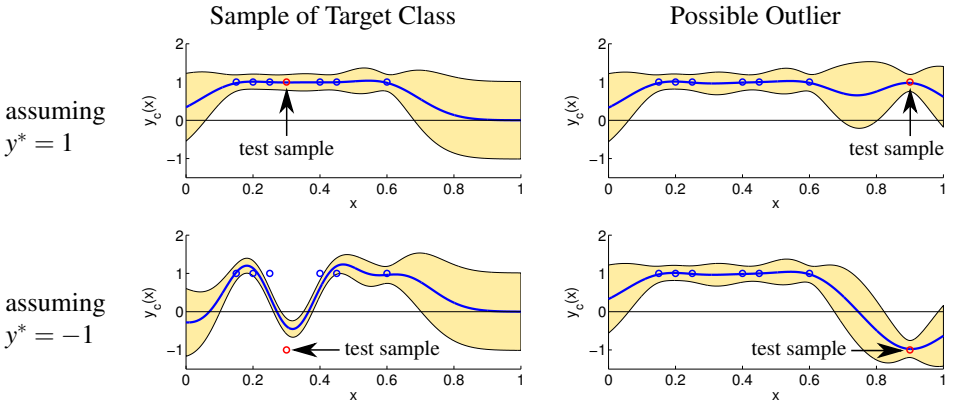 Sample of Target Class
Possible Outlier
assuming
y* = 1
2
1
0
−1
y_c(x)
test sample
0 0.2 0.4 0.6 0.8 1
x
2
1
0
−1
y_c(x)
test sample
0 0.2 0.4 0.6 0.8 1
x
assuming
y* = −1
2
1
0
−1
y_c(x)
test sample
0 0.2 0.4 0.6 0.8 1
x
2
1
0
−1
y_c(x)
test sample
0 0.2 0.4 0.6 0.8 1
x